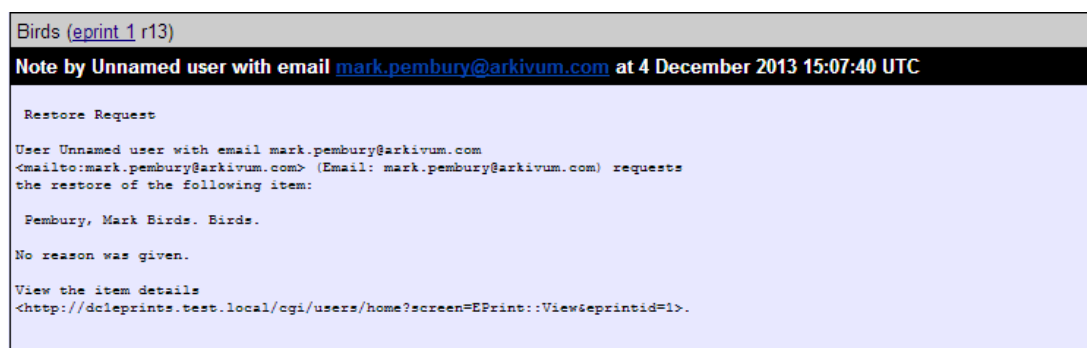 Birds (eprint 1 r13)
Note by Unnamed user with email mark.pembury@arkivum.com at 4 December 2013 15:07:40 UTC
Restore Request
User Unnamed user with email mark.pembury@arkivum.com
<mailto:mark.pembury@arkivum.com> (Email: mark.pembury@arkivum.com) requests
the restore of the following item:
Pembury, Mark Birds. Birds.
No reason was given.
View the item details
<http://dc1eprints.test.local/cgi/users/home?screen=EPrint::View&eprintid=1>.